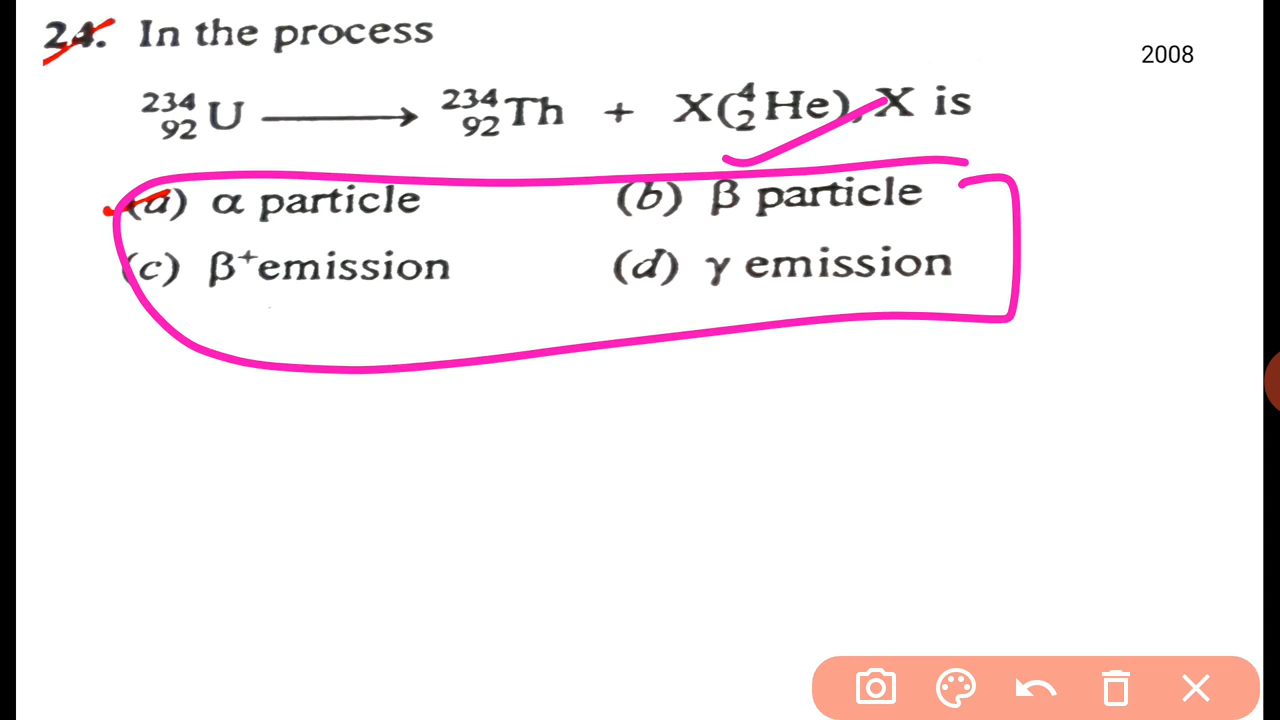 24. In the process
2008
²³⁴₉₂U ⟶ ²³⁴₉₂Th + X(⁴₂He), X is
(a) α particle (b) β particle
(c) β⁺emission (d) γ emission